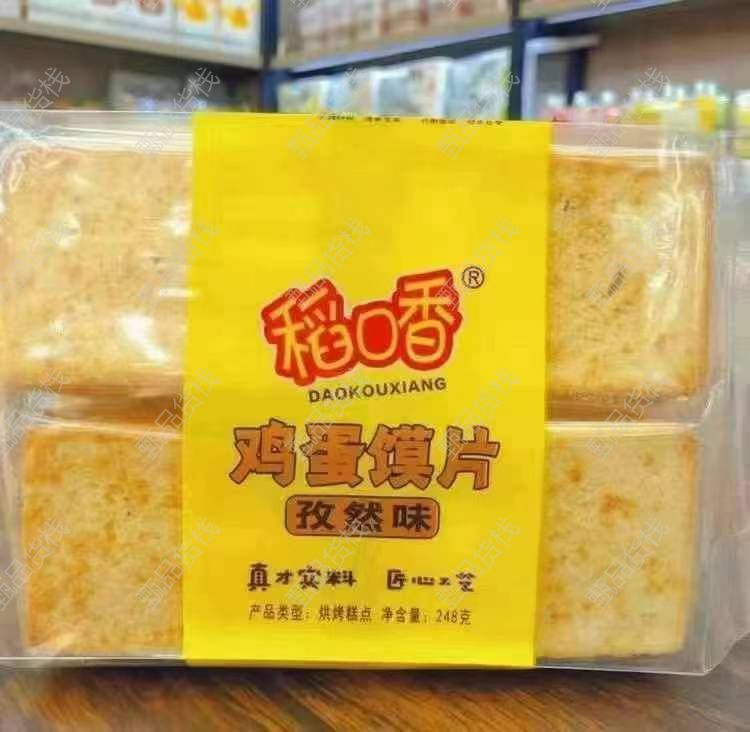 稻口香®
DAOKOUXIANG
鸡蛋馍片
孜然味
真才实料 匠心工艺
产品类型：烘烤糕点 净含量：248克